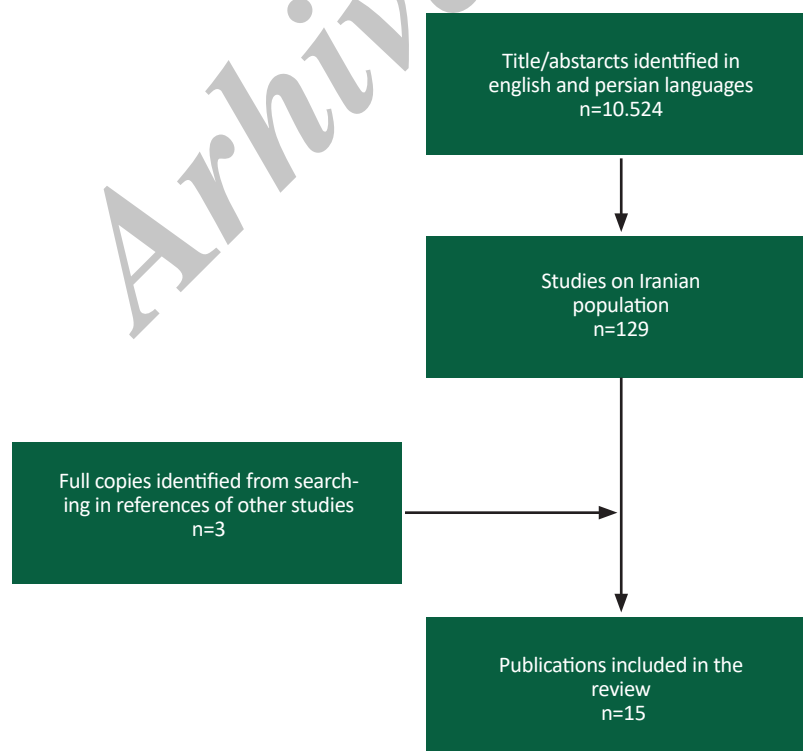 Title/abstarcts identified in
english and persian languages
n=10.524
Studies on Iranian
population
n=129
Full copies identified from search-
ing in references of other studies
n=3
Publications included in the
review
n=15